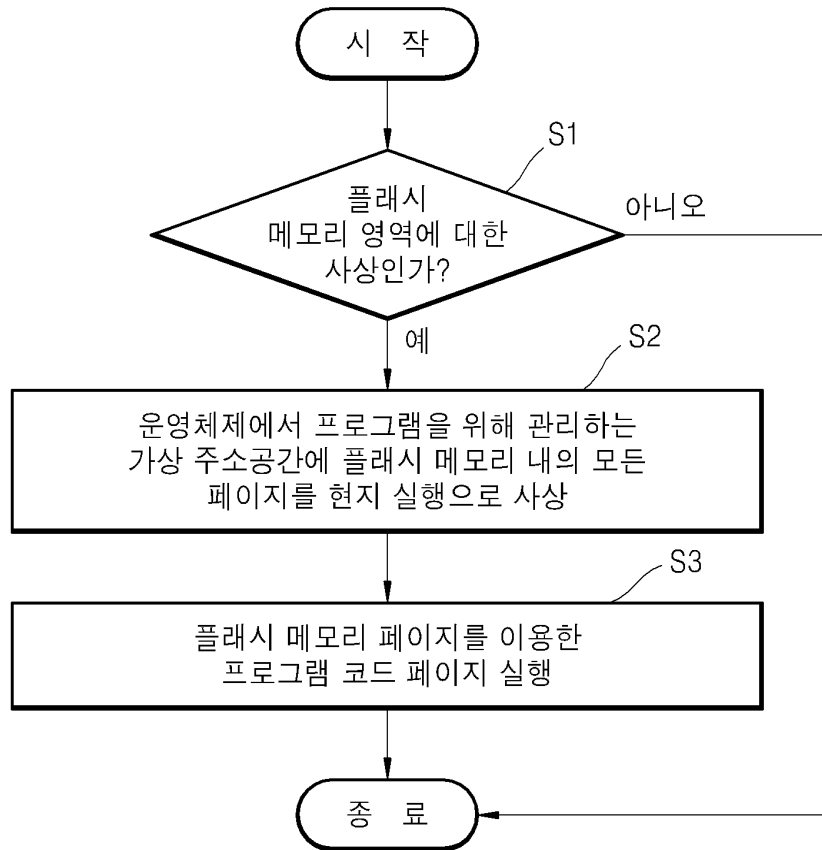 시 작
S1
플래시
메모리 영역에 대한
사상인가?
아니오
예
S2
운영체제에서 프로그램을 위해 관리하는
가상 주소공간에 플래시 메모리 내의 모든
페이지를 현지 실행으로 사상
S3
플래시 메모리 페이지를 이용한
프로그램 코드 페이지 실행
종 료